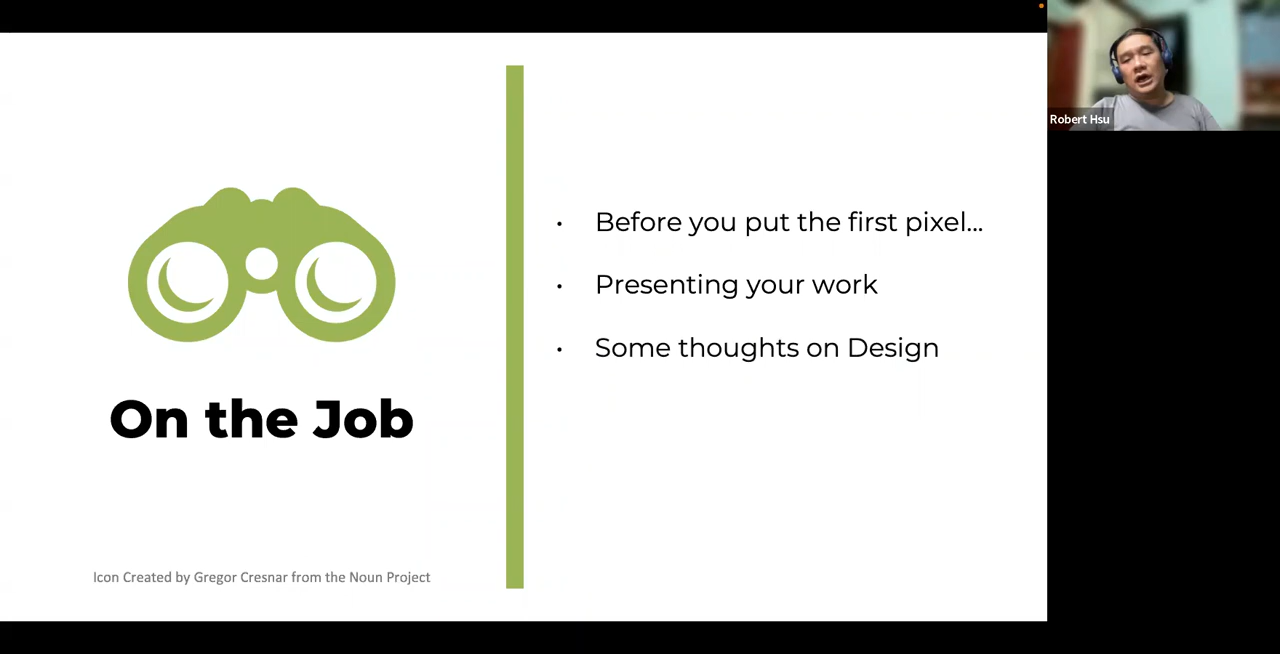 On the Job
Icon Created by Gregor Cresnar from the Noun Project
• Before you put the first pixel...
• Presenting your work
• Some thoughts on Design
Robert Hsu